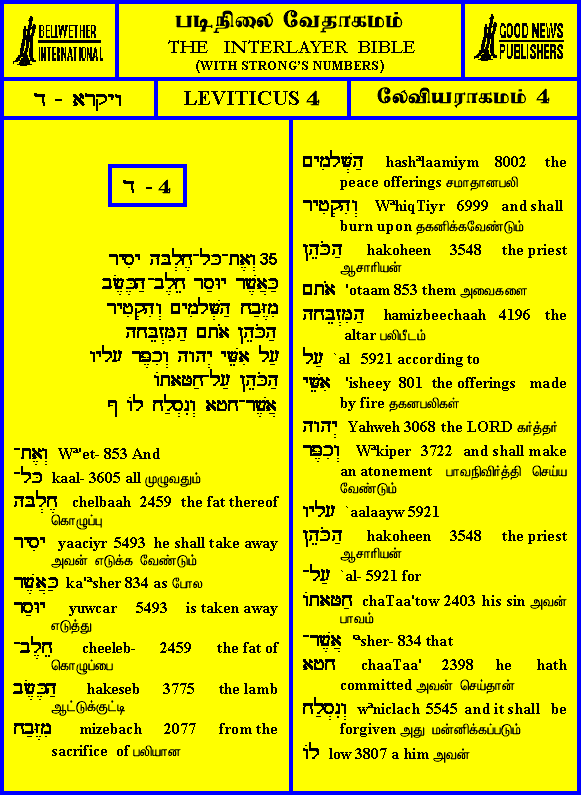 BELLWETHER
INTERNATIONAL
படிநிலை வேதாகமம்
THE INTERLAYER BIBLE
(WITH STRONG'S NUMBERS)
GOOD NEWS
PUBLISHERS
ויקרא - ד
LEVITICUS 4
லேவியராகமம் 4
4 - ד
35 וְאֶת־כָּל־חֶלְבָּה יָסִיר
כַּאֲשֶׁר יוּסַר חֵלֶב־הַכֶּשֶׂב
מִזֶּבַח הַשְּׁלָמִים וְהִקְטִיר
הַכֹּהֵן אֹתָם הַמִּזְבֵּחָה
עַל אִשֵּׁי יְהוָה וְכִפֶּר עָלָיו
הַכֹּהֵן עַל־חַטָּאתוֹ
אֲשֶׁר־חָטָא וְנִסְלַח לוֹ ף
וְאֶת־ Wᵊ'et- 853 And
כָּל־ kaal- 3605 all முழுவதும்
חֶלְבָּה chelbaah 2459 the fat thereof
கொழுப்பு
יָסִיר yaaciyr 5493 he shall take away
அவன் எடுக்க வேண்டும்
כַּאֲשֶׁר ka'ᵃsher 834 as போல
יוּסַר yuwcar 5493 is taken away
எடுத்து
חֵלֶב־ cheeleb- 2459 the fat of
கொழுப்பை
הַכֶּשֶׂב hakeseb 3775 the lamb
ஆட்டுக்குட்டி
מִזֶּבַח mizebach 2077 from the
sacrifice of பலியான
הַשְּׁלָמִים hashᵊlaamiym 8002 the
peace offerings சமாதானபலி
וְהִקְטִיר WᵊhiqTiyr 6999 and shall
burn upon தகனிக்கவேண்டும்
הַכֹּהֵן hakoheen 3548 the priest
ஆசாரியன்
אֹתָם 'otaam 853 them அவைகளை
הַמִּזְבֵּחָה hamizbeechaah 4196 the
altar பலிபீடம்
עַל `al 5921 according to
אִשֵּׁי 'isheey 801 the offerings made
by fire தகனபலிகள்
יְהוָה Yahweh 3068 the LORD கர்த்தர்
וְכִפֶּר Wᵊkiper 3722 and shall make
an atonement பாவநிவிர்த்தி செய்ய
வேண்டும்
עָלָיו `aalaayw 5921
הַכֹּהֵן hakoheen 3548 the priest
ஆசாரியன்
עַל־ `al- 5921 for
חַטָּאתוֹ chaTaa'tow 2403 his sin அவன்
பாவம்
אֲשֶׁר־ 'ᵃsher- 834 that
חָטָא chaaTaa' 2398 he hath
committed அவன் செய்தான்
וְנִסְלַח wᵊniclach 5545 and it shall be
forgiven அது மன்னிக்கப்படும்
לוֹ low 3807 a him அவன்